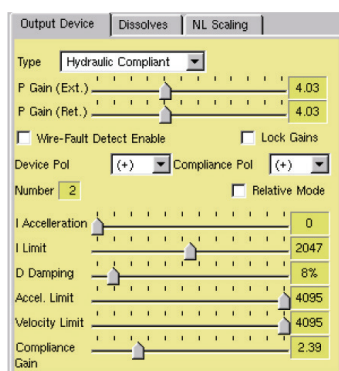 Output Device Dissolves NL Scaling
Type Hydraulic Compliant
P Gain (Ext.) 4.03
P Gain (Ret.) 4.03
Wire-Fault Detect Enable Lock Gains
Device Pol (+) Compliance Pol (+)
Number 2 Relative Mode
I Accelleration 0
I Limit 2047
D Damping 8%
Accel. Limit 4095
Velocity Limit 4095
Compliance 2.39
Gain